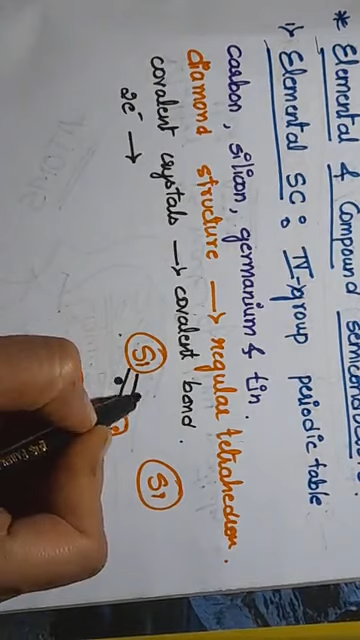 * Elemental & Compound semiconductor.
1) Elemental SC: IV→group periodic table
carbon, silicon, germanium & tin.
diamond structure → regular tetrahedron.
covalent crystals → covalent bond.
2e⁻ →
Si
Si